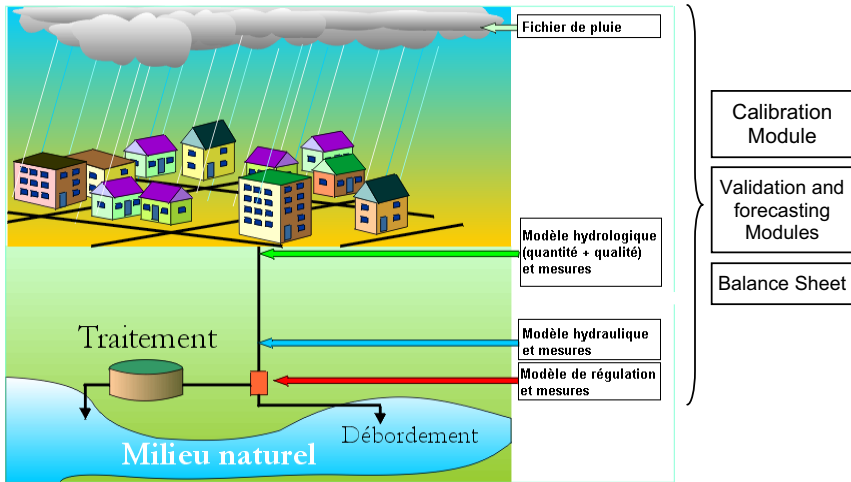 Fichier de pluie
Calibration
Module
Validation and
forecasting
Modules
Modèle hydrologique
(quantité + qualité)
et mesures
Balance Sheet
Traitement
Modèle hydraulique
et mesures
Modèle de régulation
et mesures
Débordement
Milieu naturel